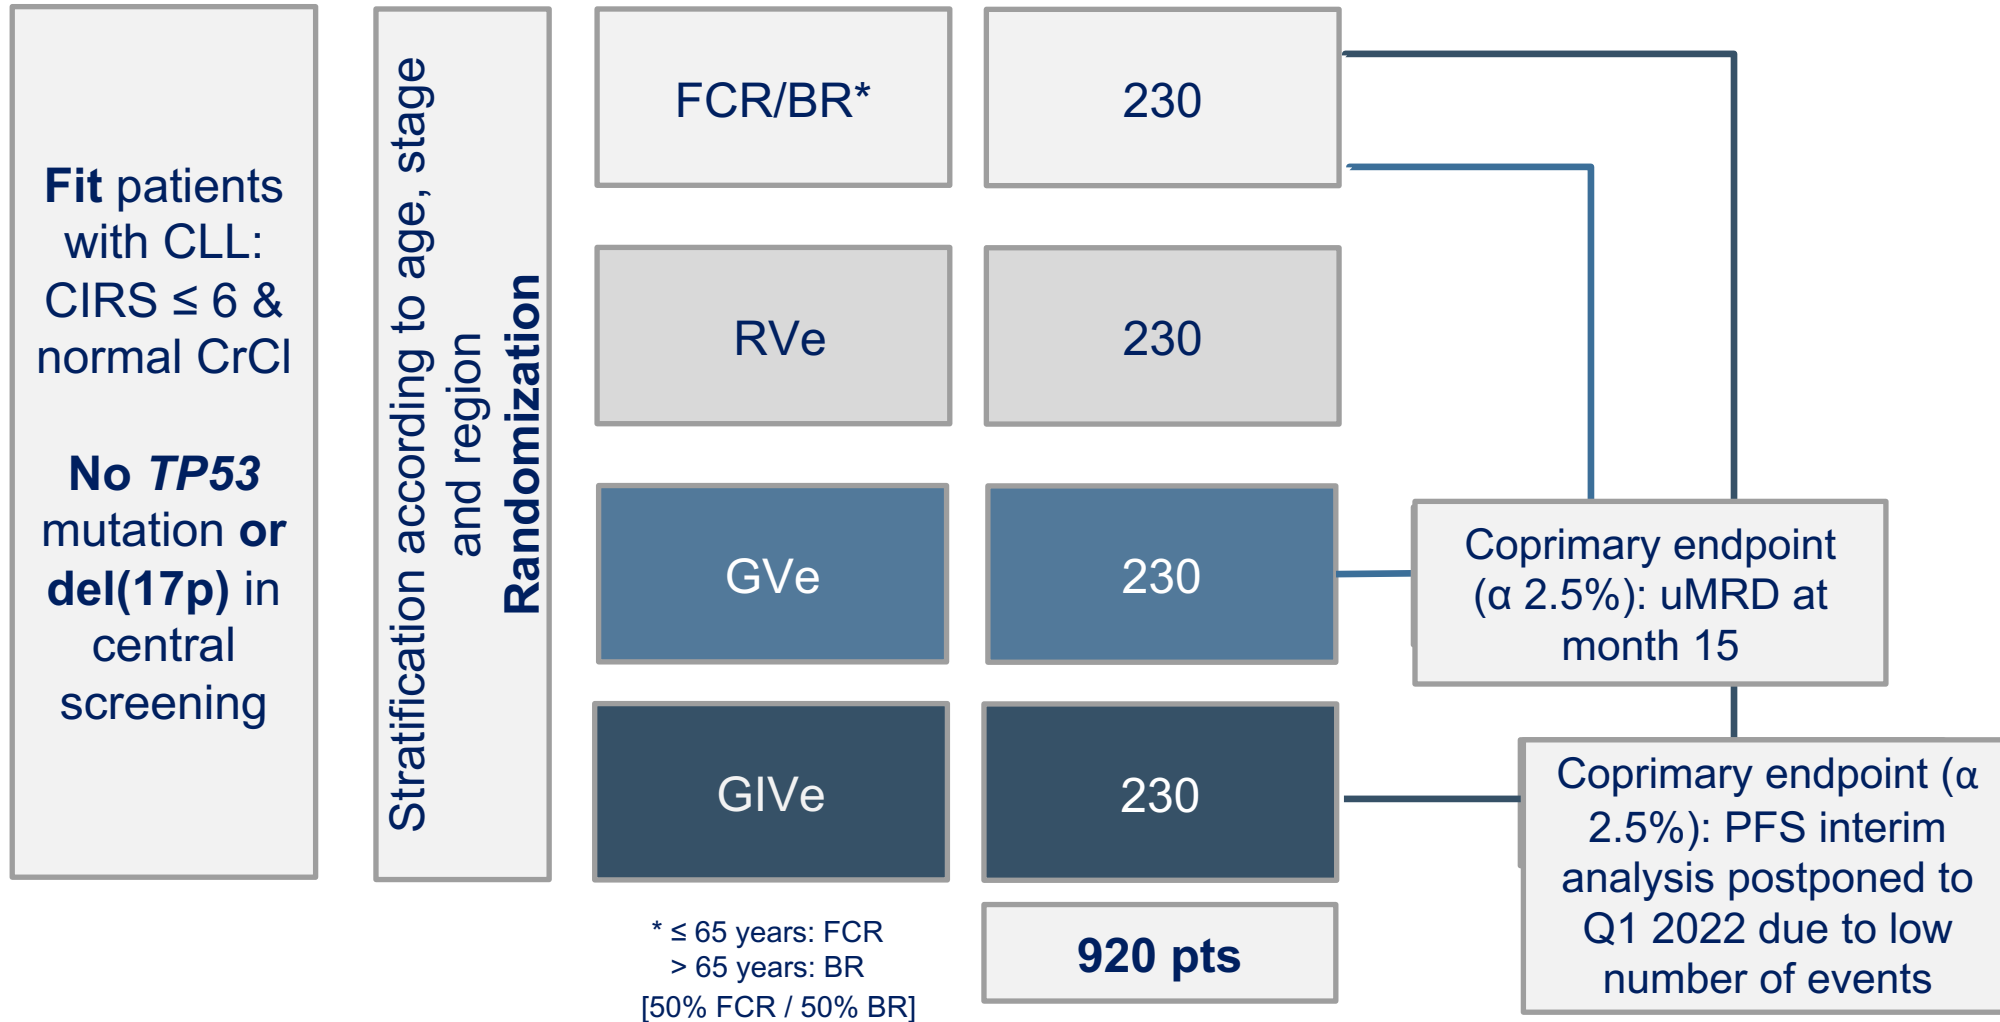 Fit patients
with CLL:
CIRS ≤ 6 &
normal CrCl
No TP53
mutation or
del(17p) in
central
screening
Stratification according to age, stage
and region
Randomization
FCR/BR*
230
RVe
230
GVe
230
GIVe
230
* ≤ 65 years: FCR
> 65 years: BR
[50% FCR / 50% BR]
920 pts
Coprimary endpoint
(α 2.5%): uMRD at
month 15
Coprimary endpoint (α
2.5%): PFS interim
analysis postponed to
Q1 2022 due to low
number of events